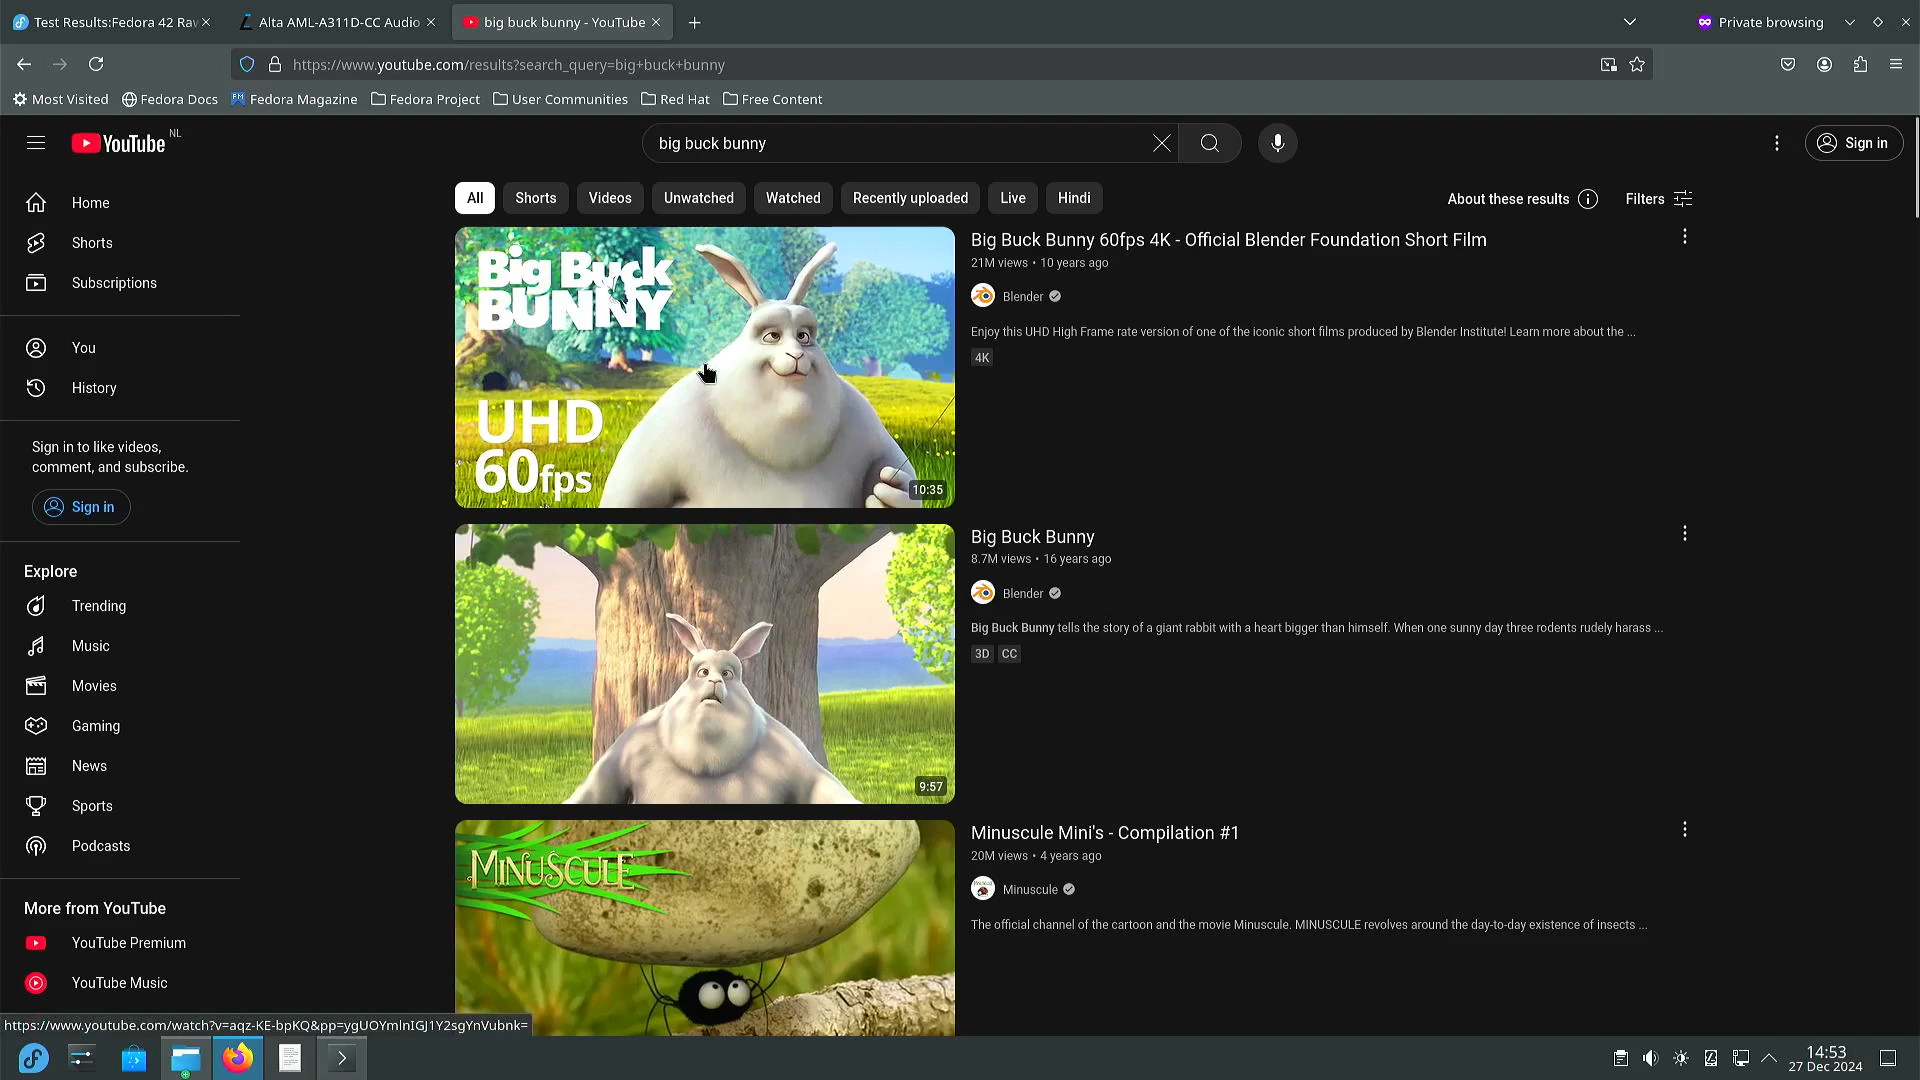 Test Results:Fedora 42 Raw
Alta AML-A311D-CC Audio
big buck bunny - YouTube
Private browsing
https://www.youtube.com/results?search_query=big+buck+bunny
Most Visited
Fedora Docs
Fedora Magazine
Fedora Project
User Communities
Red Hat
Free Content
YouTube NL
big buck bunny
Sign in
Home
Shorts
Subscriptions
You
History
Sign in to like videos,
comment, and subscribe.
Sign in
Explore
Trending
Music
Movies
Gaming
News
Sports
Podcasts
More from YouTube
YouTube Premium
YouTube Music
All
Shorts
Videos
Unwatched
Watched
Recently uploaded
Live
Hindi
About these results
Filters
Big Buck
BUNNY
UHD
60fps
10:35
Big Buck Bunny 60fps 4K - Official Blender Foundation Short Film
21M views • 10 years ago
Blender
Enjoy this UHD High Frame rate version of one of the iconic short films produced by Blender Institute! Learn more about the ...
4K
9:57
Big Buck Bunny
8.7M views • 16 years ago
Blender
Big Buck Bunny tells the story of a giant rabbit with a heart bigger than himself. When one sunny day three rodents rudely harass ...
3D CC
MINUSCULE
Minuscule Mini's - Compilation #1
20M views • 4 years ago
Minuscule
The official channel of the cartoon and the movie Minuscule. MINUSCULE revolves around the day-to-day existence of insects ...
https://www.youtube.com/watch?v=aqz-KE-bpKQ&pp=ygUOYmlnIGJ1Y2sgYnVubnk=
14:53
27 Dec 2024